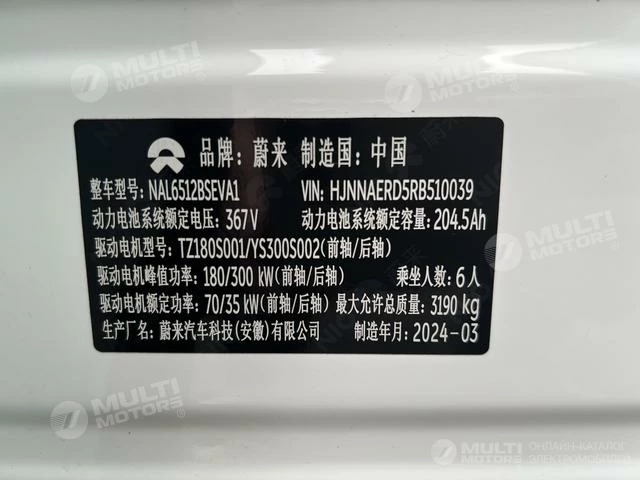 品牌：蔚来 制造国：中国
整车型号：NAL6512BSEVA1 VIN: HJNNAERD5RB510039
动力电池系统额定电压：367V 动力电池系统额定容量：204.5Ah
驱动电机型号：TZ180S001/YS300S002(前轴/后轴)
驱动电机峰值功率：180/300 kW(前轴/后轴) 乘坐人数：6人
驱动电机额定功率：70/35 kW(前轴/后轴) 最大允许总质量：3190 kg
生产厂名：蔚来汽车科技(安徽)有限公司 制造年月：2024-03
MULTI MOTORS®
MULTI MOTORS®
MULTI MOTORS®
MULTI MOTORS
ОНЛАЙН-КАТАЛОГ
ЭЛЕКТРОМОБИЛЕЙ